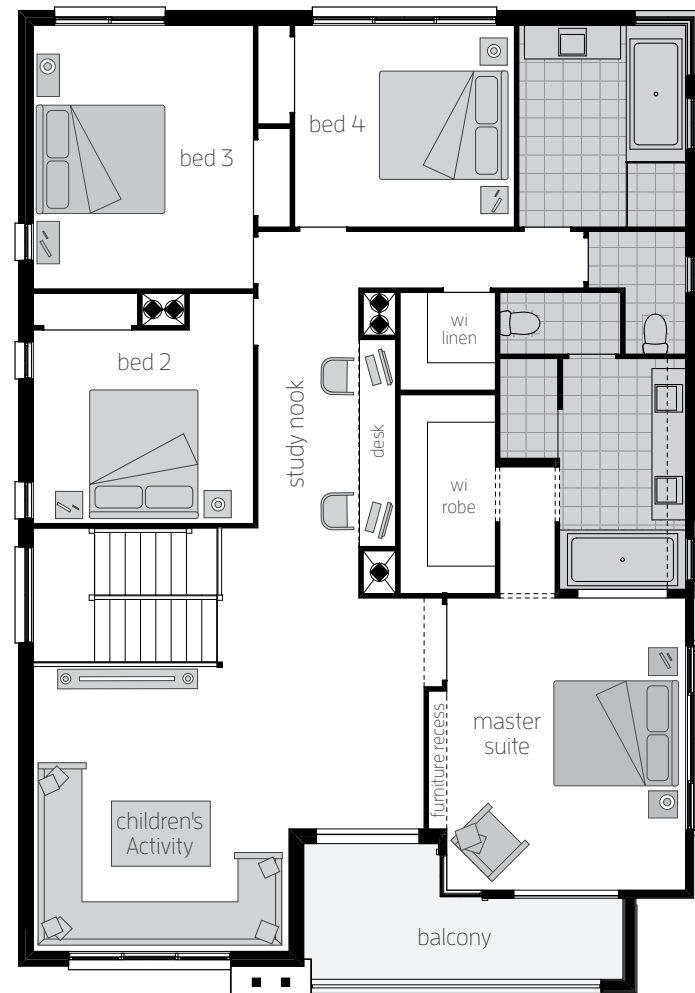 bed 3
bed 4
bed 2
wi
linen
study nook
desk
wi
robe
master
suite
furniture recess
children's
Activity
balcony